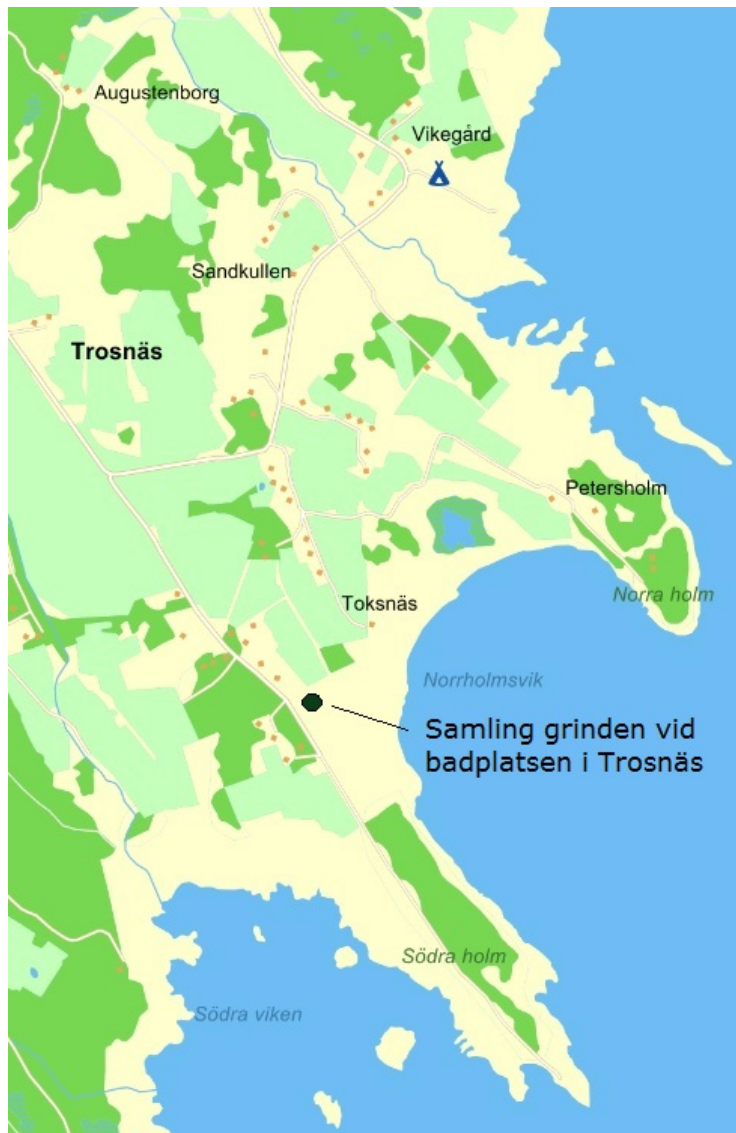 Augustenborg
Vikegård
Sandkullen
Trosnäs
Petersholm
Norra holm
Toksnäs
Norrholmsvik
Samling grinden vid
badplatsen i Trosnäs
Södra holm
Södra viken